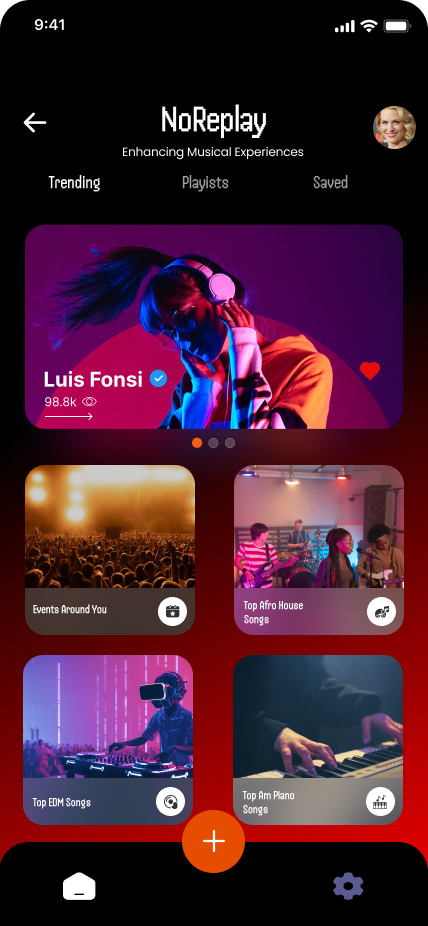 9:41
NoReplay
Enhancing Musical Experiences
Trending
Playists
Saved
Luis Fonsi
98.8k
Events Around You
Top Afro House
Songs
Top EDM Songs
Top Am Piano
Songs